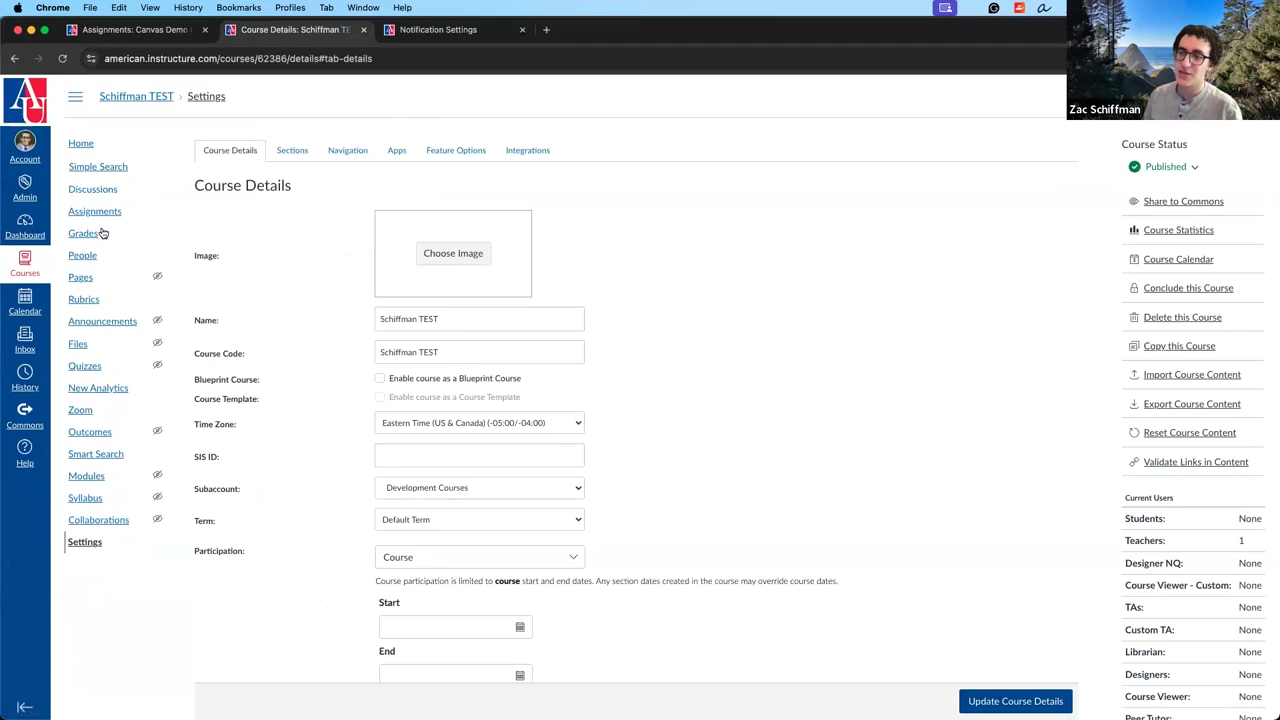 Chrome File Edit View History Bookmarks Profiles Tab Window Help
Assignments: Canvas Demo
Course Details: Schiffman TE
Notification Settings
american.instructure.com/courses/62386/details#tab-details
Zac Schiffman
AU
Account
Admin
Dashboard
Courses
Calendar
Inbox
History
Commons
Help
Schiffman TEST › Settings
Home
Simple Search
Discussions
Assignments
Grades
People
Pages
Rubrics
Announcements
Files
Quizzes
New Analytics
Zoom
Outcomes
Smart Search
Modules
Syllabus
Collaborations
Settings
Course Details Sections Navigation Apps Feature Options Integrations
Course Details
Image: Choose Image
Name: Schiffman TEST
Course Code: Schiffman TEST
Blueprint Course: Enable course as a Blueprint Course
Course Template: Enable course as a Course Template
Time Zone: Eastern Time (US & Canada) (-05:00/-04:00)
SIS ID:
Subaccount: Development Courses
Term: Default Term
Participation: Course
Course participation is limited to course start and end dates. Any section dates created in the course may override course dates.
Start
End
Update Course Details
Course Status
Published
Share to Commons
Course Statistics
Course Calendar
Conclude this Course
Delete this Course
Copy this Course
Import Course Content
Export Course Content
Reset Course Content
Validate Links in Content
Current Users
Students: None
Teachers: 1
Designer NQ: None
Course Viewer - Custom: None
TAs: None
Custom TA: None
Librarian: None
Designers: None
Course Viewer: None
Peer Tutor: None